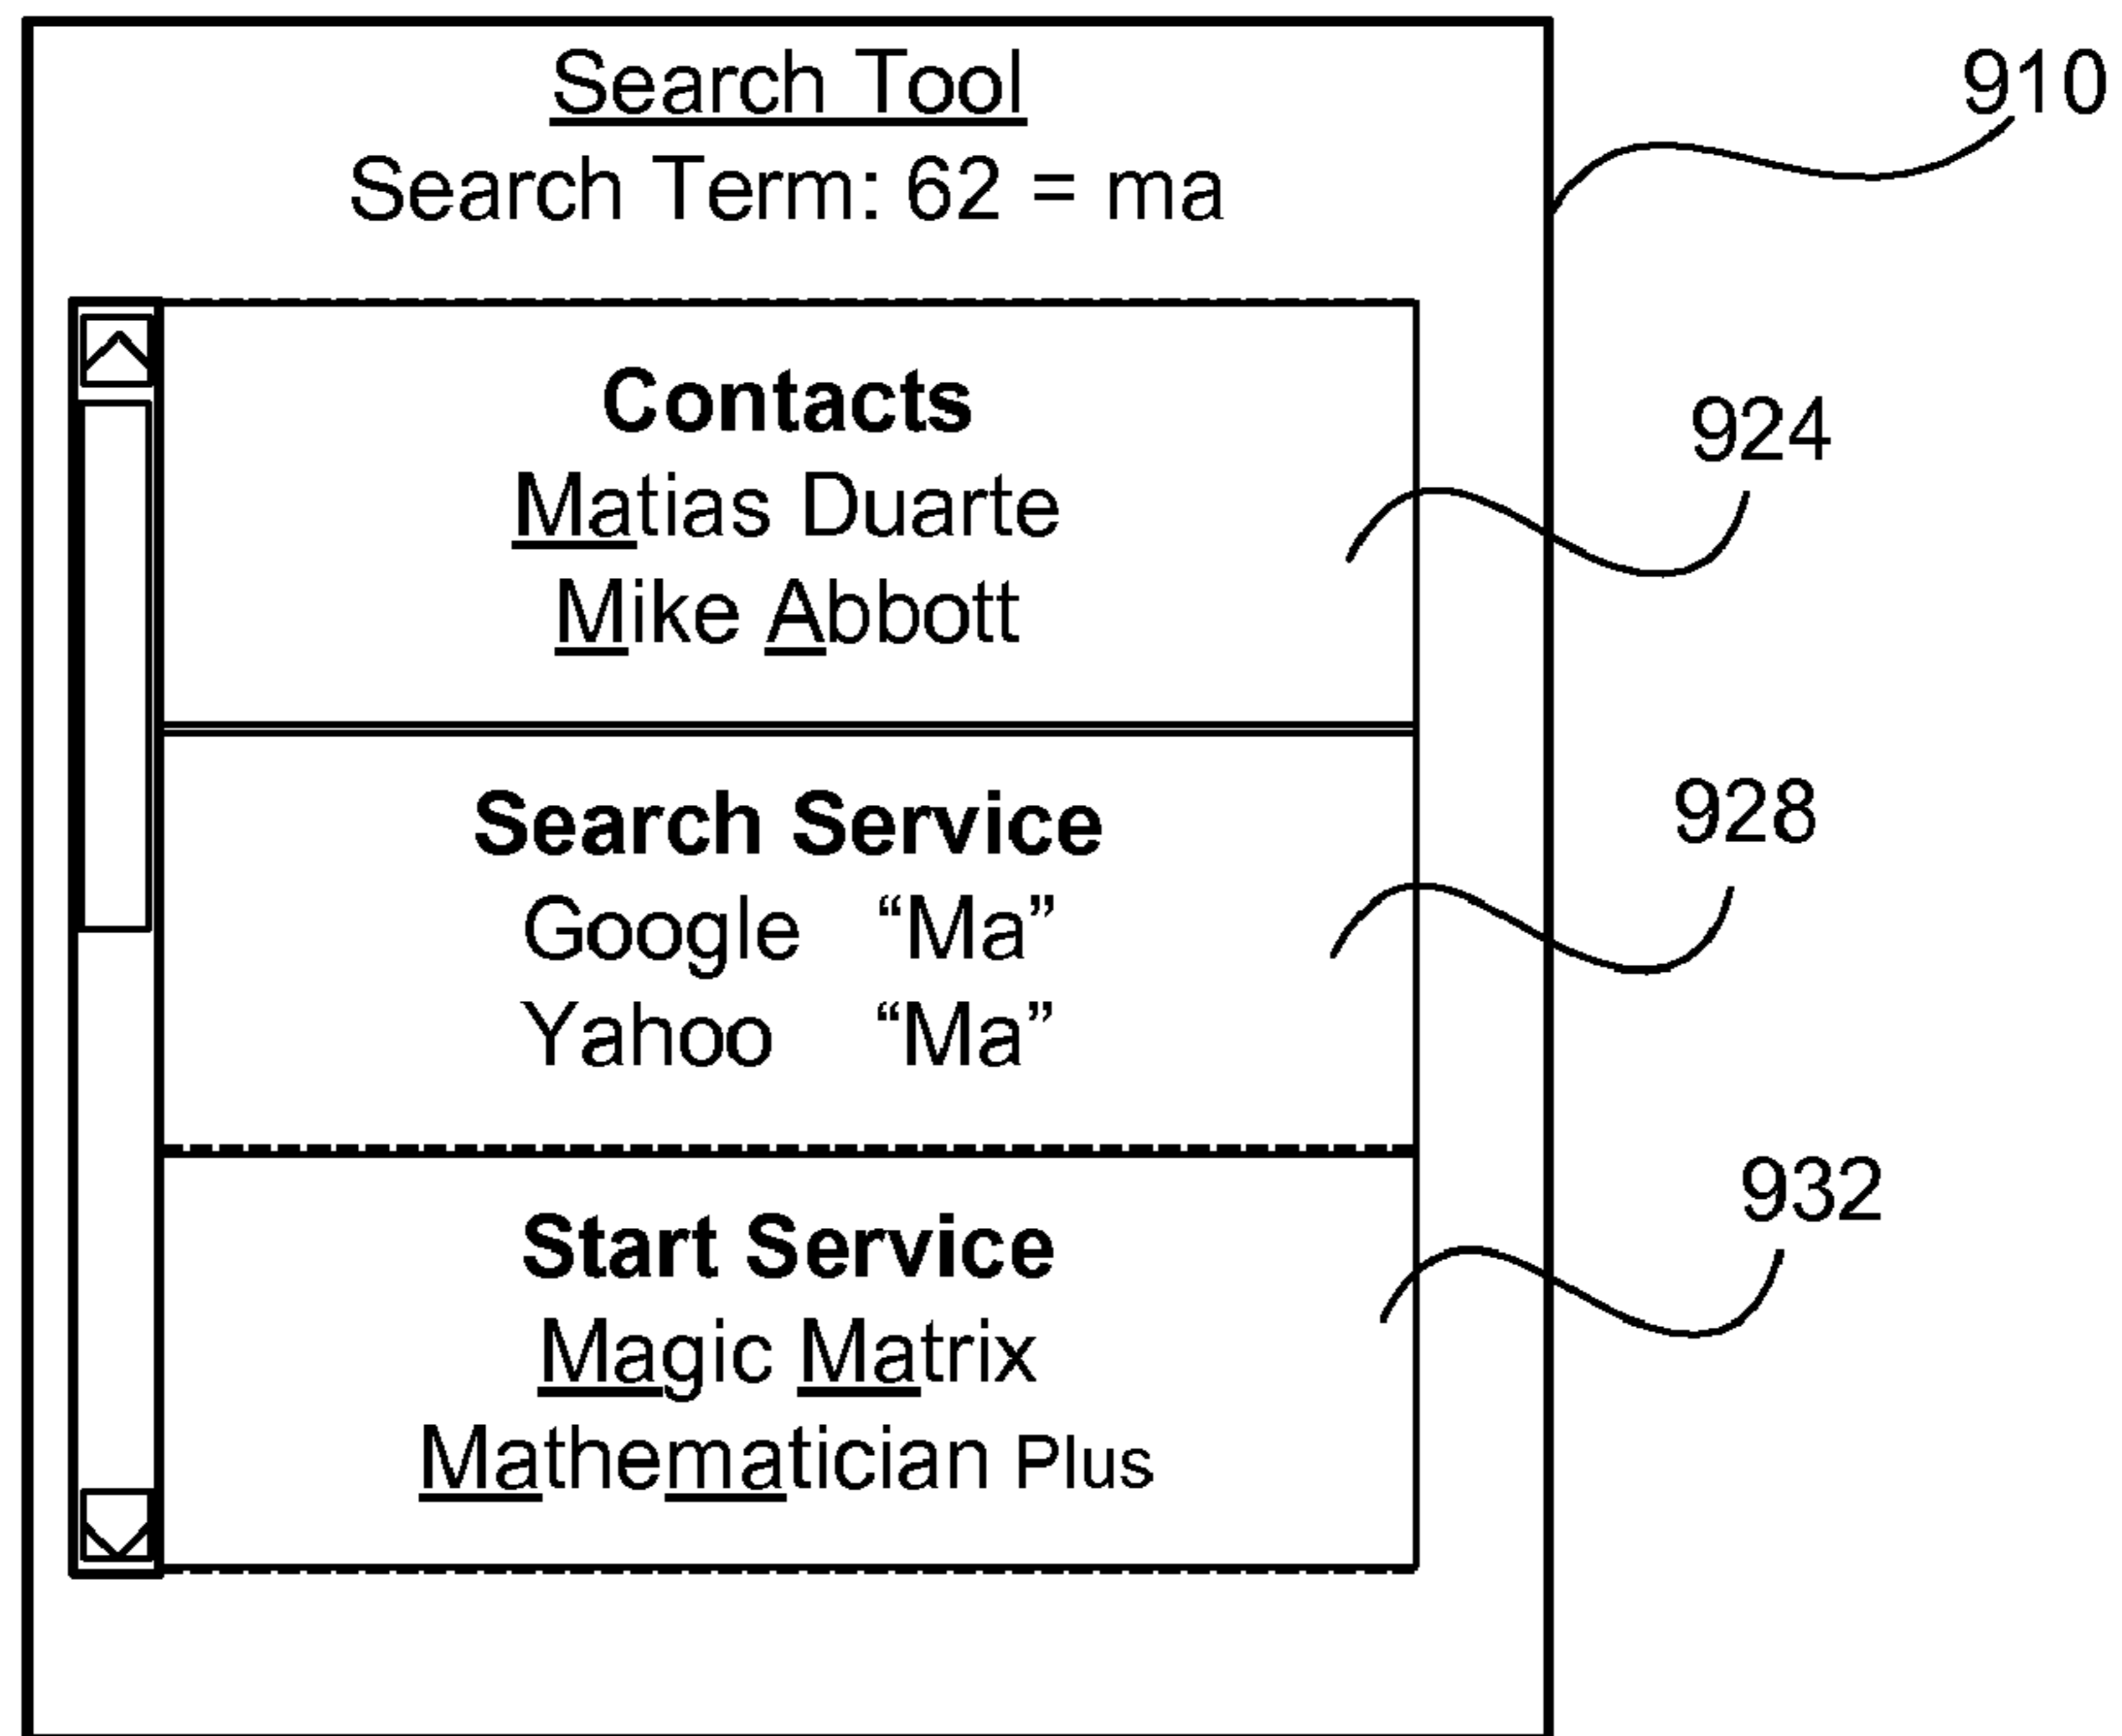 Search Tool
910
Search Term: 62 = ma
Contacts
924
Matias Duarte
Mike Abbott
Search Service
928
Google “Ma”
Yahoo “Ma”
Start Service
932
Magic Matrix
Mathematician Plus